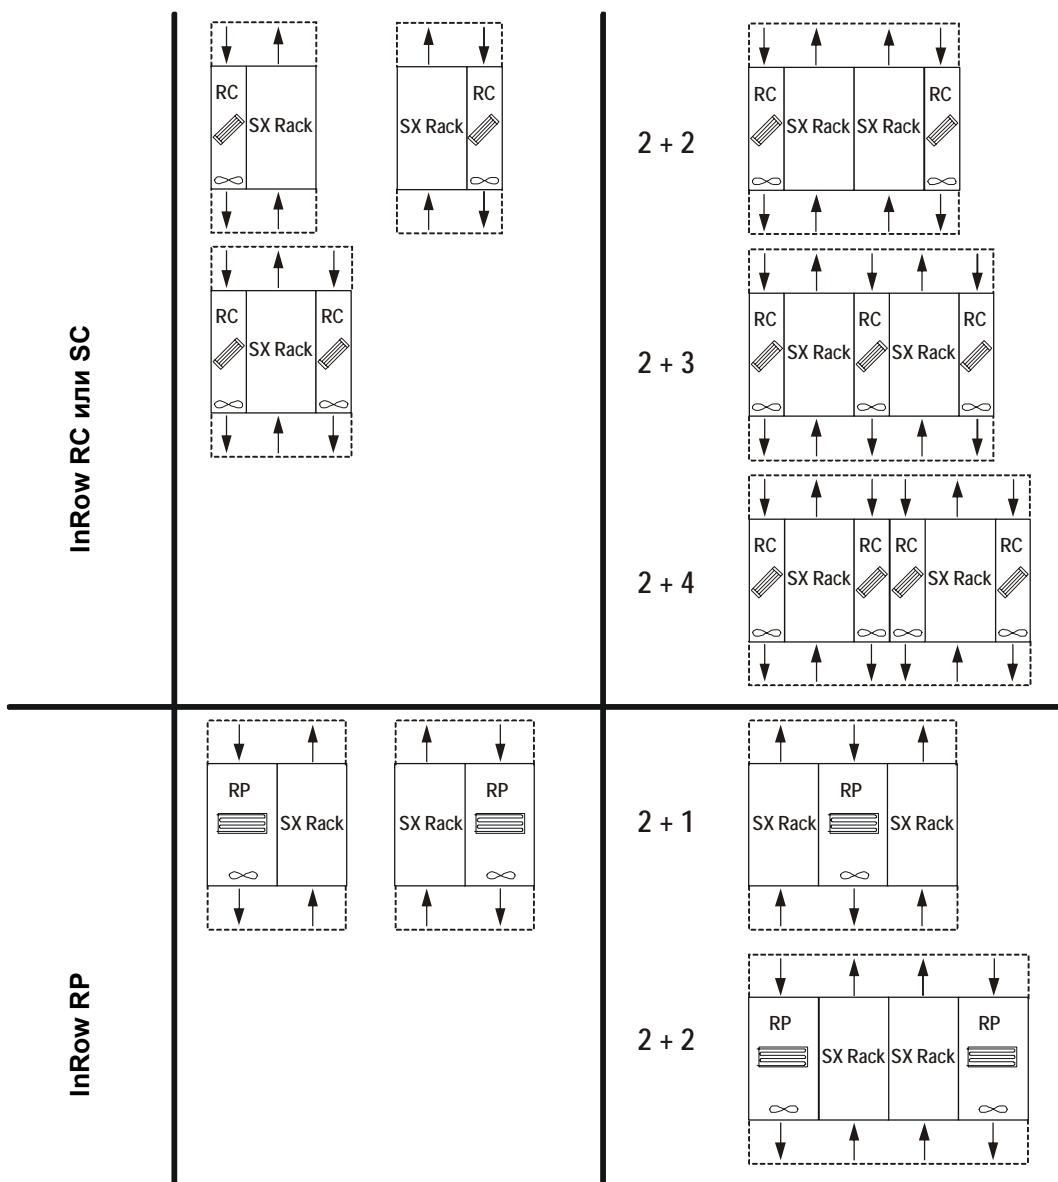 InRow RC или SC
RC
SX Rack
SX Rack
RC
RC
SX Rack
RC
2 + 2
RC
SX Rack
SX Rack
RC
2 + 3
RC
SX Rack
RC
SX Rack
RC
2 + 4
RC
SX Rack
RC
RC
SX Rack
RC
InRow RP
RP
SX Rack
SX Rack
RP
2 + 1
SX Rack
RP
SX Rack
2 + 2
RP
SX Rack
SX Rack
RP